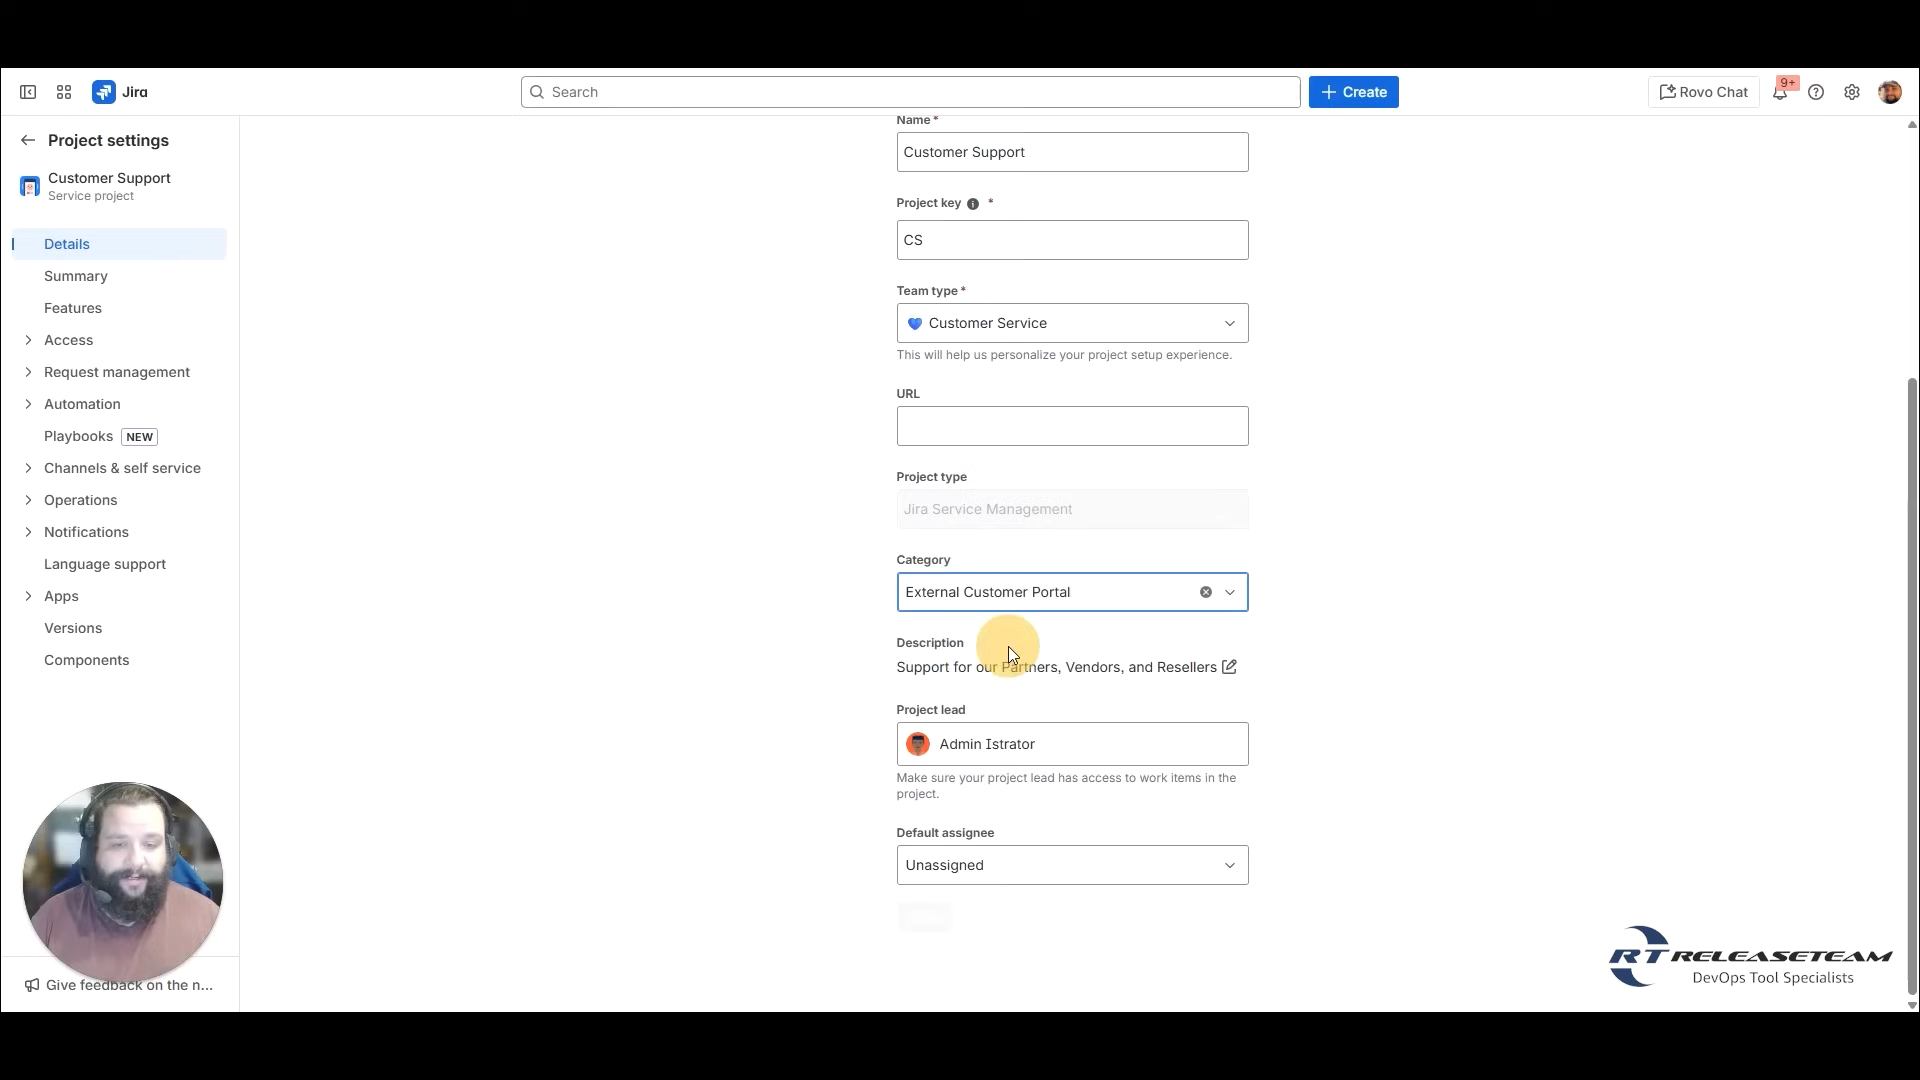 Jira
Search
Create
Rovo Chat
9+
Project settings
Customer Support
Service project
Details
Summary
Features
Access
Request management
Automation
Playbooks NEW
Channels & self service
Operations
Notifications
Language support
Apps
Versions
Components
Give feedback on the n...
Name *
Customer Support
Project key *
CS
Team type *
Customer Service
This will help us personalize your project setup experience.
URL
Project type
Jira Service Management
Category
External Customer Portal
Description
Support for our Partners, Vendors, and Resellers
Project lead
Admin Istrator
Make sure your project lead has access to work items in the
project.
Default assignee
Unassigned
RT RELEASETEAM
DevOps Tool Specialists